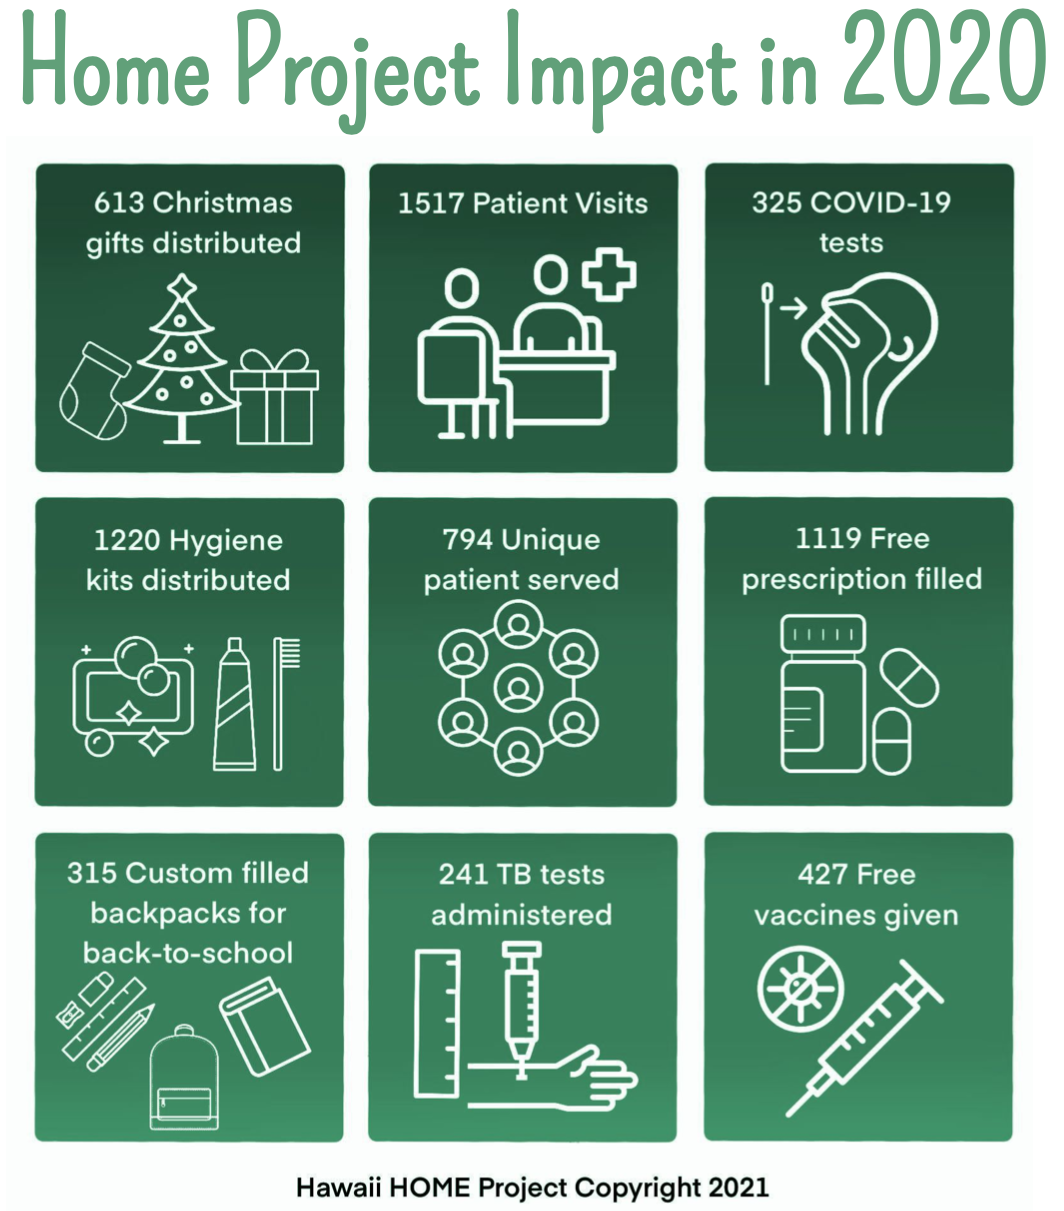 Home Project Impact in 2020
613 Christmas
gifts distributed
1517 Patient Visits
325 COVID-19
tests
1220 Hygiene
kits distributed
794 Unique
patient served
1119 Free
prescription filled
315 Custom filled
backpacks for
back-to-school
241 TB tests
administered
427 Free
vaccines given
Hawaii HOME Project Copyright 2021